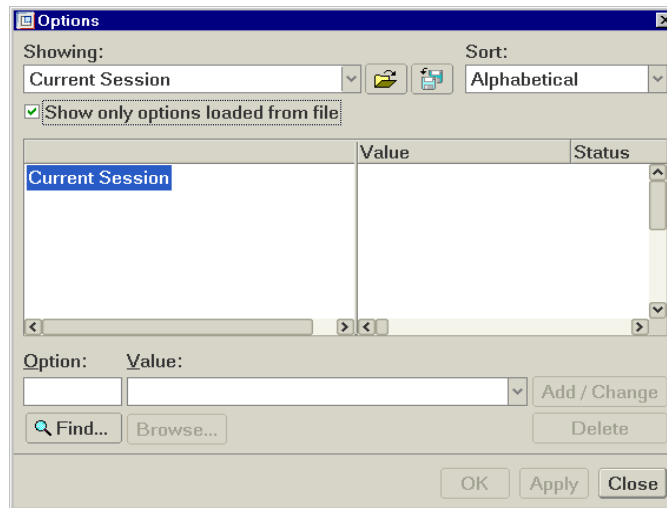 Options
Showing: Sort:
Current Session Alphabetical
Show only options loaded from file
Value Status
Current Session
Option: Value:
Add / Change
Find... Browse... Delete
OK Apply Close